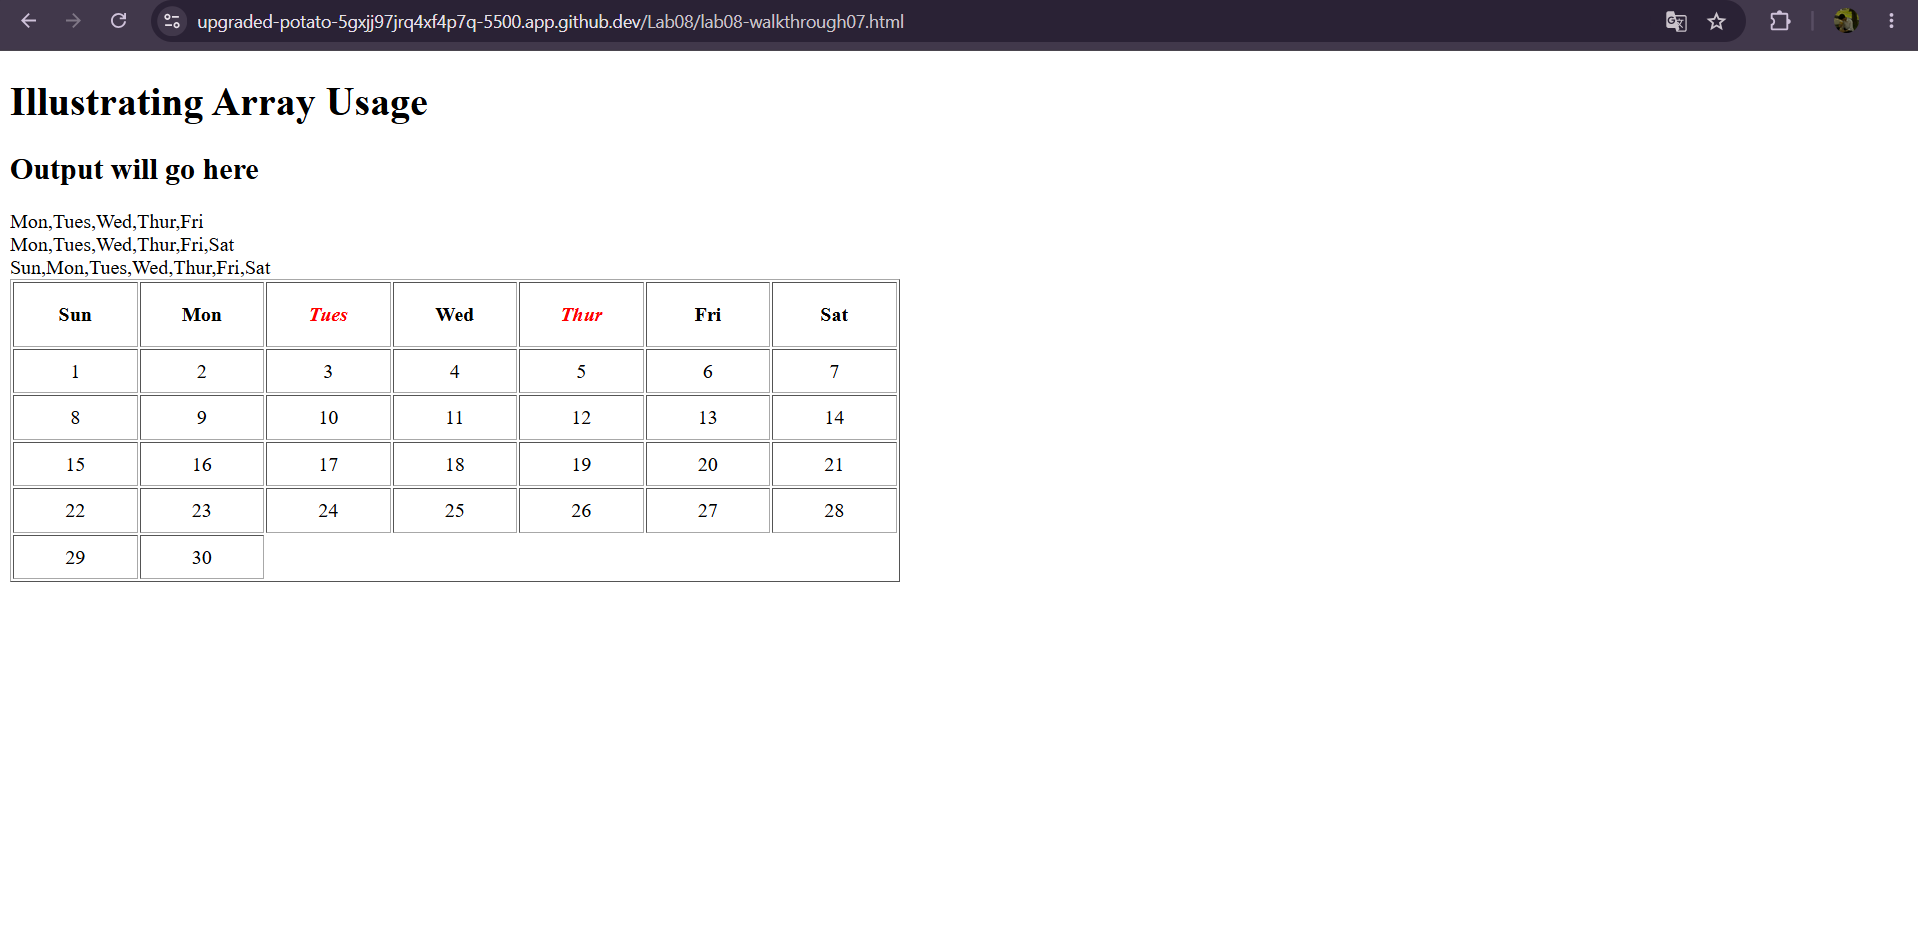 upgraded-potato-5gxjj97jrq4xf4p7q-5500.app.github.dev/Lab08/lab08-walkthrough07.html
Illustrating Array Usage
Output will go here
Mon,Tues,Wed,Thur,Fri
Mon,Tues,Wed,Thur,Fri,Sat
Sun,Mon,Tues,Wed,Thur,Fri,Sat
Sun Mon Tues Wed Thur Fri Sat
1 2 3 4 5 6 7
8 9 10 11 12 13 14
15 16 17 18 19 20 21
22 23 24 25 26 27 28
29 30